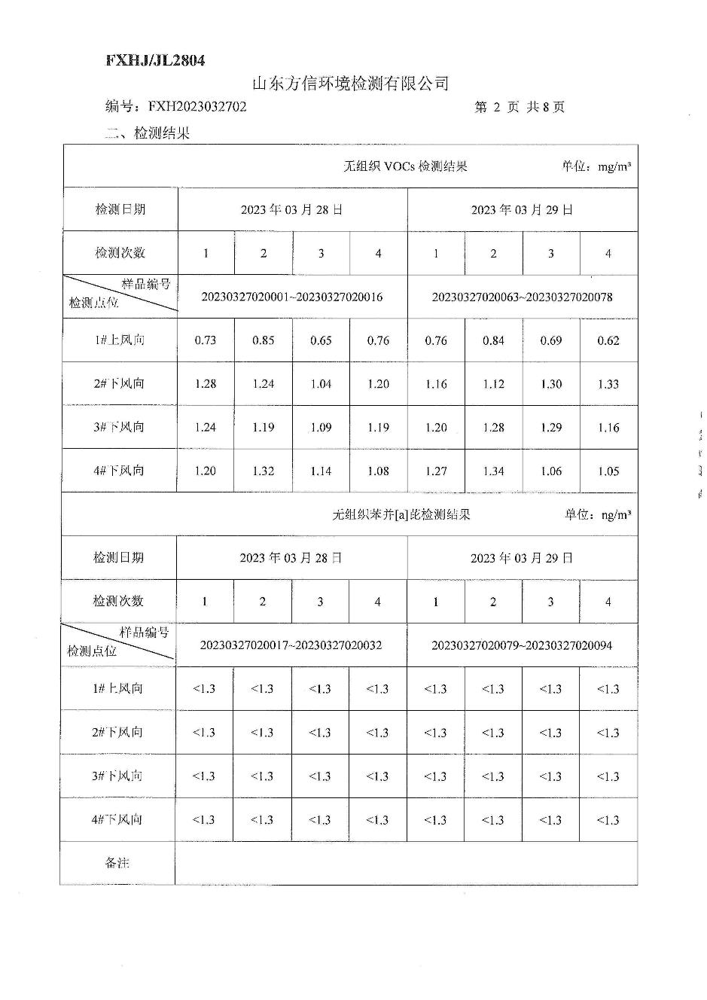 FXHJ/JL2804
山东方信环境检测有限公司
编号：FXH2023032702 第 2 页 共 8 页
二、检测结果
无组织 VOCs 检测结果 单位：mg/m³
检测日期 2023 年 03 月 28 日 2023 年 03 月 29 日
检测次数 1 2 3 4 1 2 3 4
样品编号
检测点位 20230327020001~20230327020016 20230327020063~20230327020078
1#上风向 0.73 0.85 0.65 0.76 0.76 0.84 0.69 0.62
2#下风向 1.28 1.24 1.04 1.20 1.16 1.12 1.30 1.33
3#下风向 1.24 1.19 1.09 1.19 1.20 1.28 1.29 1.16
4#下风向 1.20 1.32 1.14 1.08 1.27 1.34 1.06 1.05
无组织苯并[a]芘检测结果 单位：ng/m³
检测日期 2023 年 03 月 28 日 2023 年 03 月 29 日
检测次数 1 2 3 4 1 2 3 4
样品编号
检测点位 20230327020017~20230327020032 20230327020079~20230327020094
1#上风向 <1.3 <1.3 <1.3 <1.3 <1.3 <1.3 <1.3 <1.3
2#下风向 <1.3 <1.3 <1.3 <1.3 <1.3 <1.3 <1.3 <1.3
3#下风向 <1.3 <1.3 <1.3 <1.3 <1.3 <1.3 <1.3 <1.3
4#下风向 <1.3 <1.3 <1.3 <1.3 <1.3 <1.3 <1.3 <1.3
备注